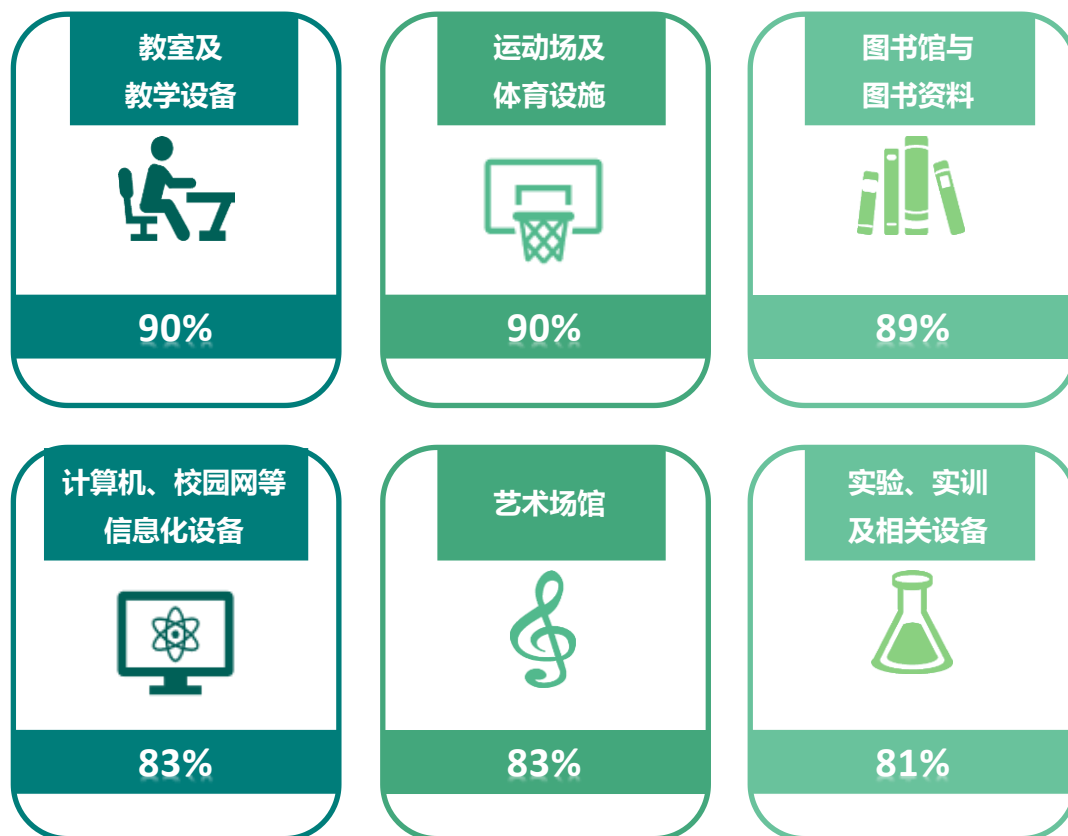 教室及
教学设备
90%
运动场及
体育设施
90%
图书馆与
图书资料
89%
计算机、校园网等
信息化设备
83%
艺术场馆
83%
实验、实训
及相关设备
81%